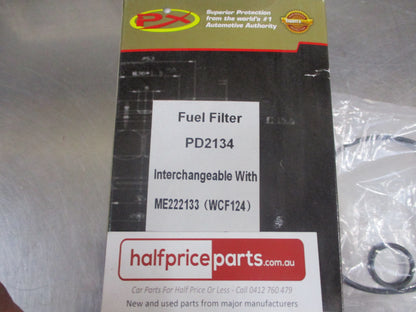 PX
Superior Protection
from the world's #1
Automotive Authority
Fuel Filter
PD2134
Interchangeable With
ME222133 (WCF124)
halfpriceparts.com.au
Car Parts For Half Price Or Less - Call 0412 760 479
New and used parts from major manufacturers